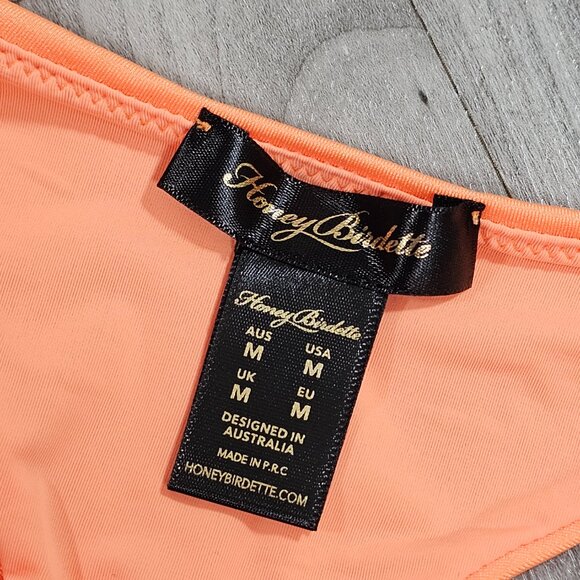 Honey Birdette
Honey Birdette
AUS USA
M M
UK EU
M M
DESIGNED IN
AUSTRALIA
MADE IN P.R.C
HONEYBIRDETTE.COM